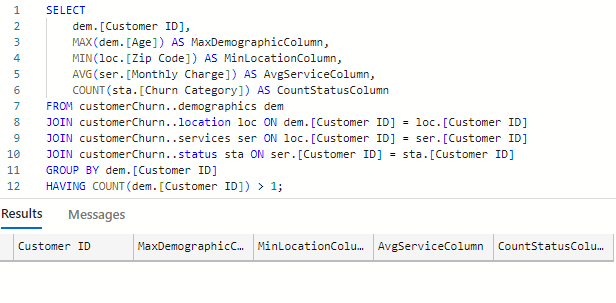 1 SELECT
2 dem.[Customer ID],
3 MAX(dem.[Age]) AS MaxDemographicColumn,
4 MIN(loc.[Zip Code]) AS MinLocationColumn,
5 AVG(ser.[Monthly Charge]) AS AvgServiceColumn,
6 COUNT(sta.[Churn Category]) AS CountStatusColumn
7 FROM customerChurn..demographics dem
8 JOIN customerChurn..location loc ON dem.[Customer ID] = loc.[Customer ID]
9 JOIN customerChurn..services ser ON loc.[Customer ID] = ser.[Customer ID]
10 JOIN customerChurn..status sta ON ser.[Customer ID] = sta.[Customer ID]
11 GROUP BY dem.[Customer ID]
12 HAVING COUNT(dem.[Customer ID]) > 1;
Results Messages
Customer ID MaxDemographicC… MinLocationColu… AvgServiceColumn CountStatusColu…